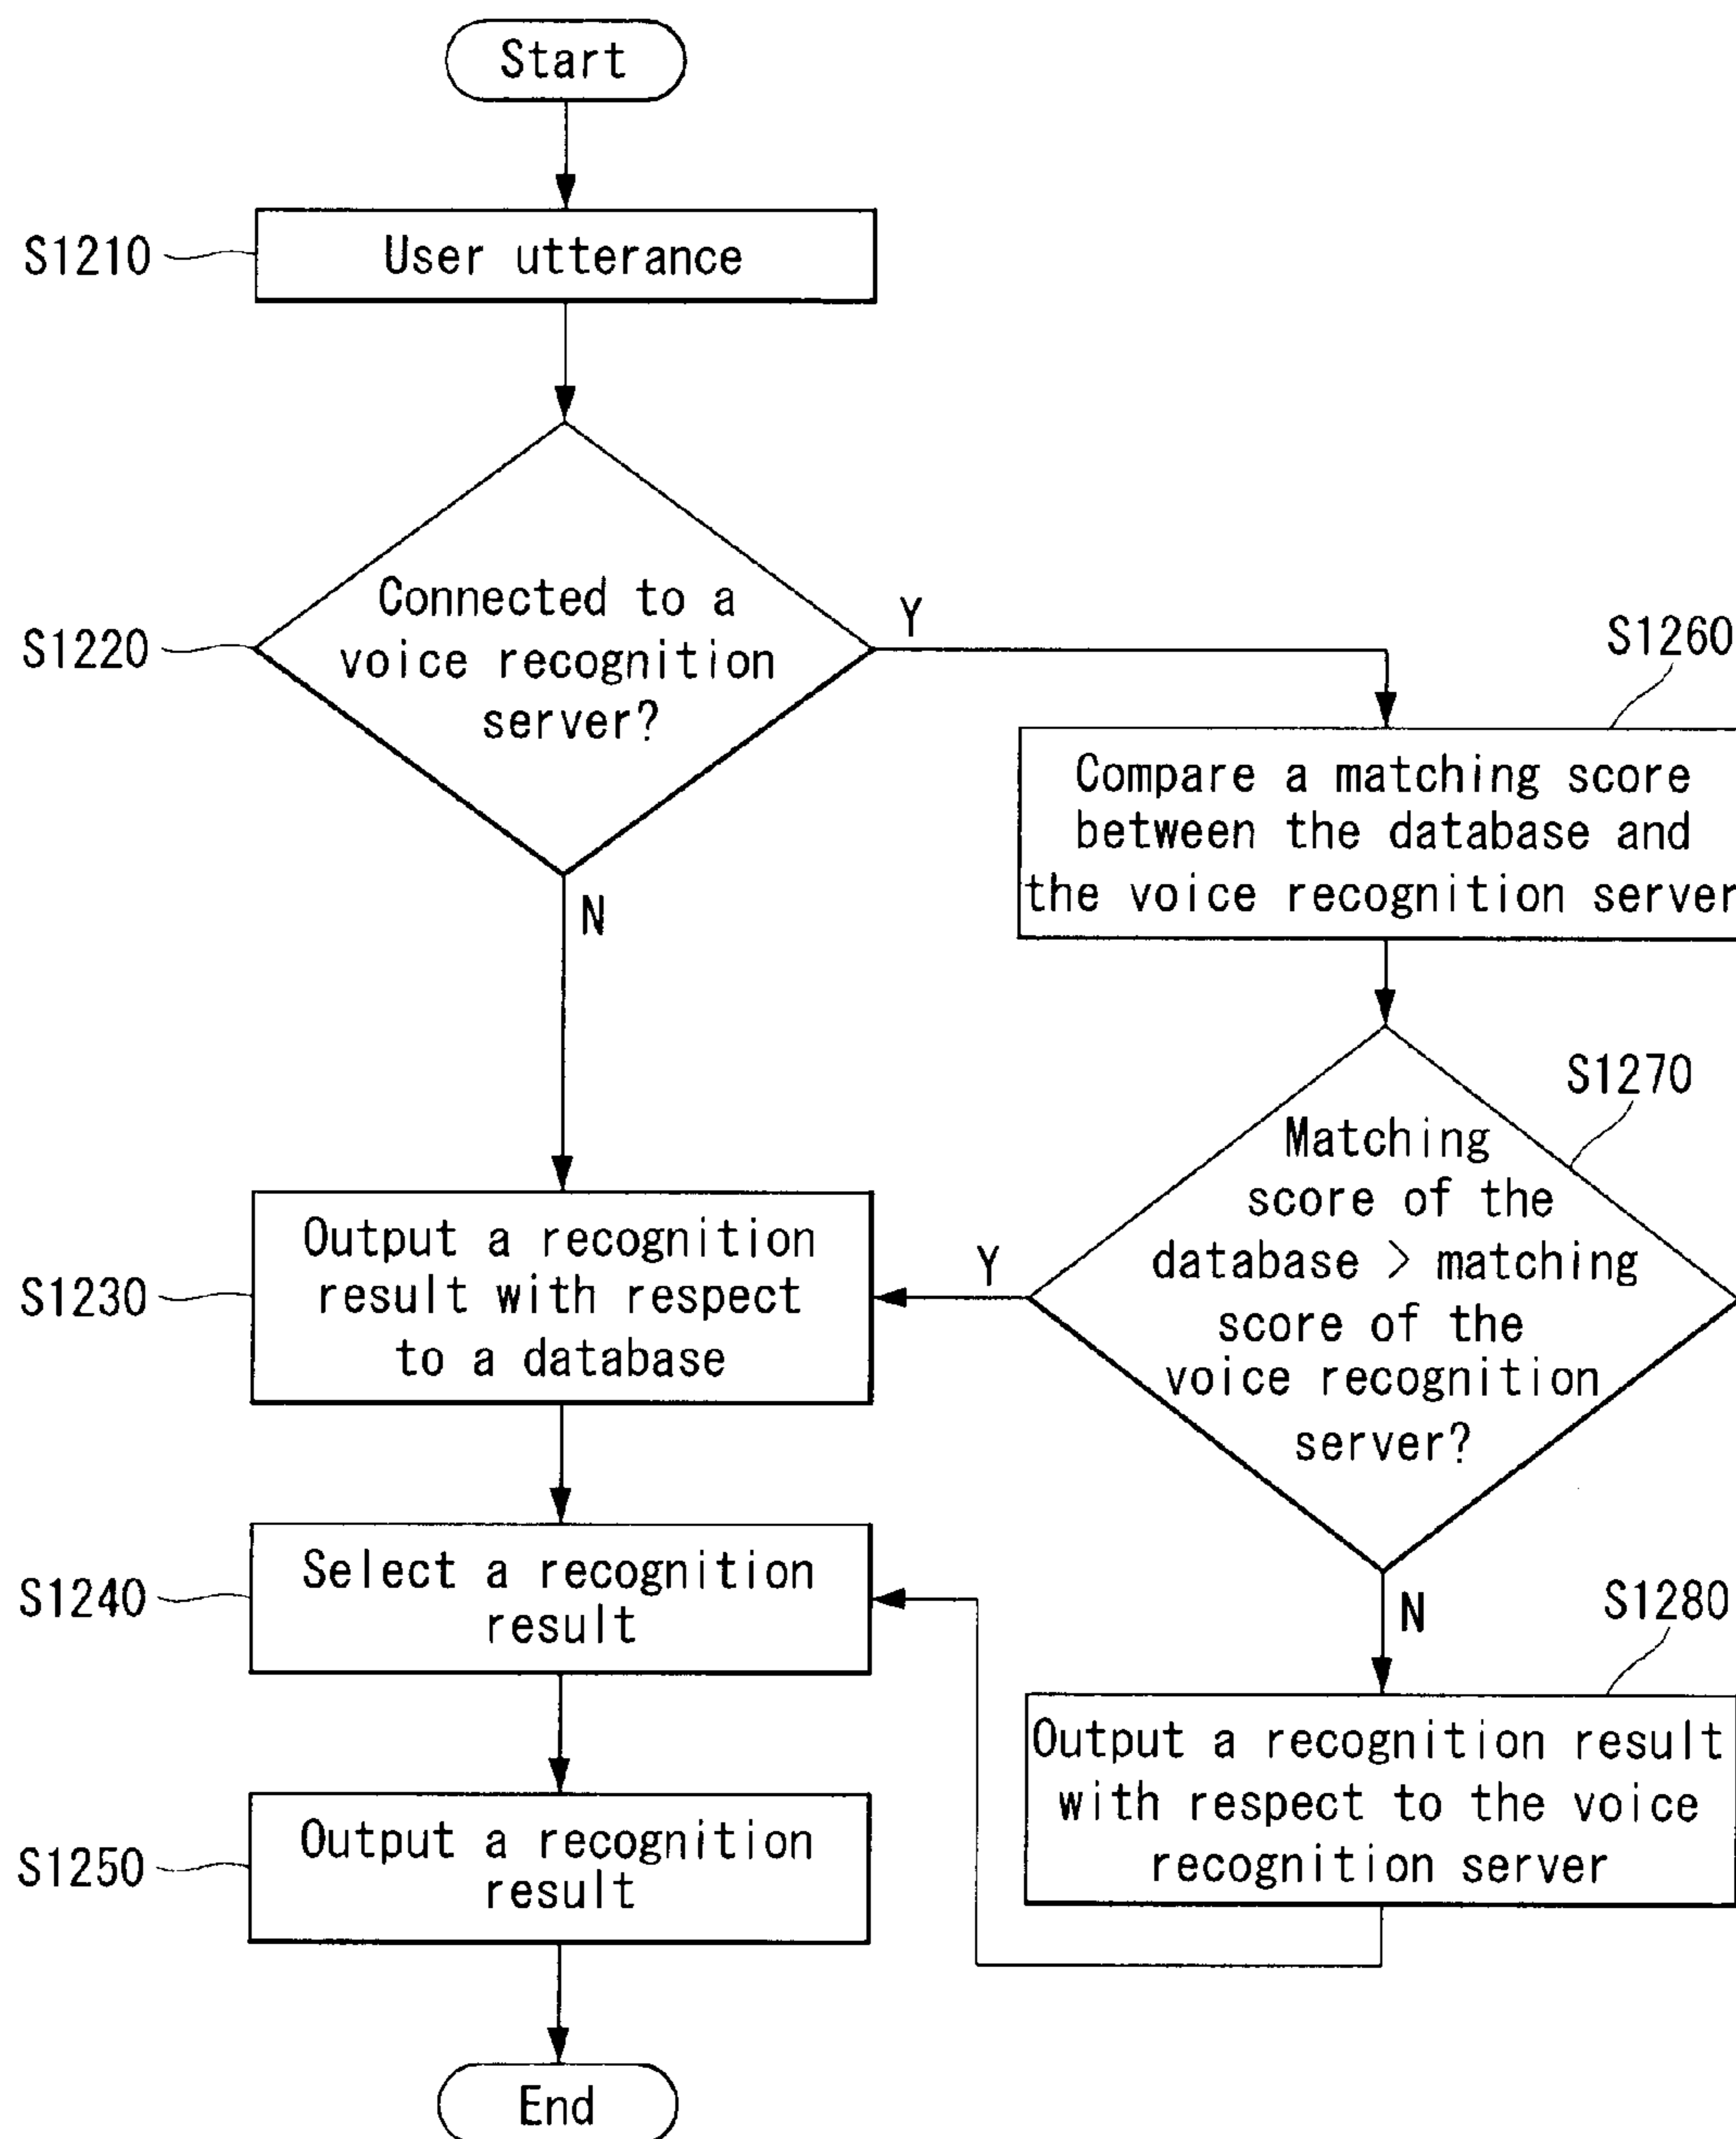 Start
S1210
User utterance
S1220
Connected to a
voice recognition
server?
Y
N
S1260
Compare a matching score
between the database and
the voice recognition server
S1270
Matching
score of the
database > matching
score of the
voice recognition
server?
Y
N
S1230
Output a recognition
result with respect
to a database
S1240
Select a recognition
result
S1280
Output a recognition result
with respect to the voice
recognition server
S1250
Output a recognition
result
End